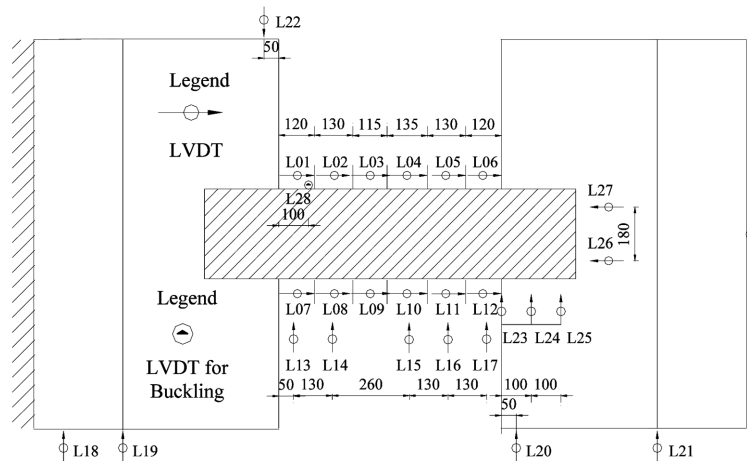 L22
50
Legend
LVDT
120 130 115 135 130 120
L01 L02 L03 L04 L05 L06
L28
100
L27
180
L26
L07 L08 L09 L10 L11 L12
L13 L14 L15 L16 L17
L23 L24 L25
Legend
LVDT for
Buckling
50 130 260 130 130 100 100
50
L18 L19 L20 L21